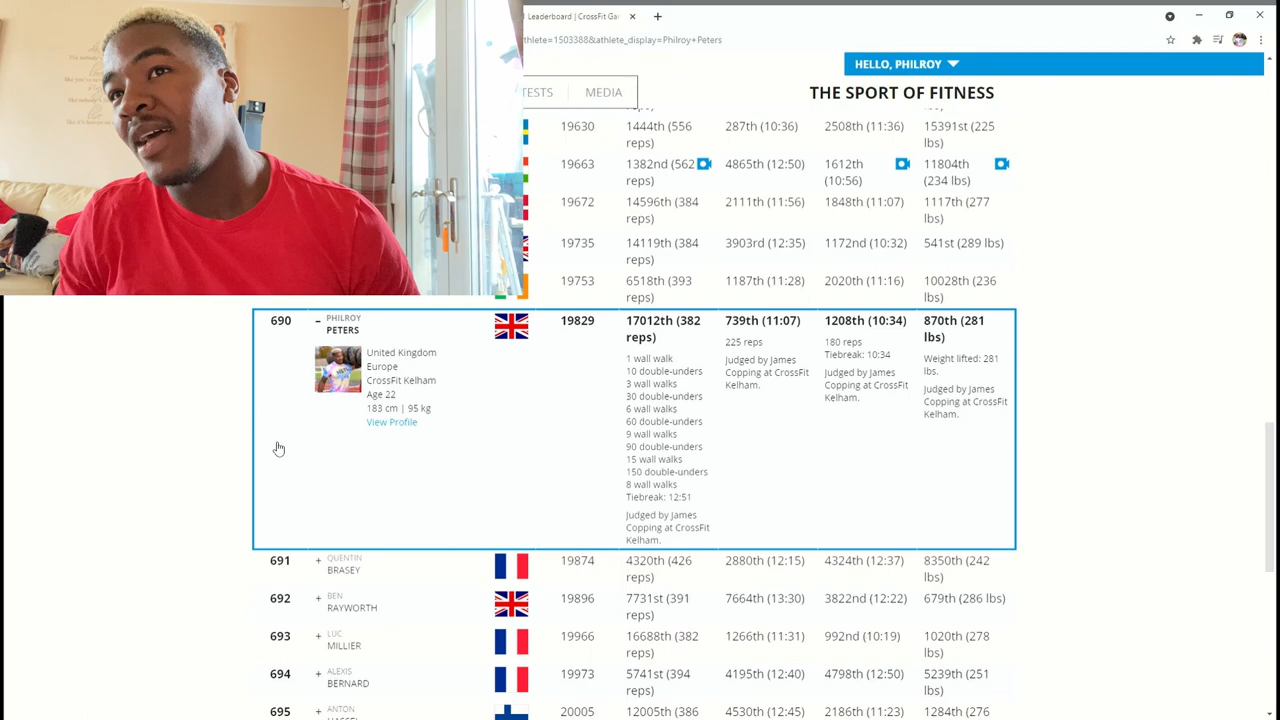 Leaderboard | CrossFit Ga
thlete=1503388&athlete_display=Philroy+Peters
HELLO, PHILROY
TESTS MEDIA
THE SPORT OF FITNESS
19630 1444th (556 reps) 287th (10:36) 2508th (11:36) 15391st (225 lbs)
19663 1382nd (562 reps) 4865th (12:50) 1612th (10:56) 11804th (234 lbs)
19672 14596th (384 reps) 2111th (11:56) 1848th (11:07) 1117th (277 lbs)
19735 14119th (384 reps) 3903rd (12:35) 1172nd (10:32) 541st (289 lbs)
19753 6518th (393 reps) 1187th (11:28) 2020th (11:16) 10028th (236 lbs)
690 – PHILROY PETERS 19829 17012th (382 reps) 739th (11:07) 1208th (10:34) 870th (281 lbs)
United Kingdom
Europe
CrossFit Kelham
Age 22
183 cm | 95 kg
View Profile
1 wall walk
10 double-unders
3 wall walks
30 double-unders
6 wall walks
60 double-unders
9 wall walks
90 double-unders
15 wall walks
150 double-unders
8 wall walks
Tiebreak: 12:51
Judged by James
Copping at CrossFit
Kelham.
225 reps
Judged by James
Copping at CrossFit
Kelham.
180 reps
Tiebreak: 10:34
Judged by James
Copping at CrossFit
Kelham.
Weight lifted: 281
lbs.
Judged by James
Copping at CrossFit
Kelham.
691 + QUENTIN BRASEY 19874 4320th (426 reps) 2880th (12:15) 4324th (12:37) 8350th (242 lbs)
692 + BEN RAYWORTH 19896 7731st (391 reps) 7664th (13:30) 3822nd (12:22) 679th (286 lbs)
693 + LUC MILLIER 19966 16688th (382 reps) 1266th (11:31) 992nd (10:19) 1020th (278 lbs)
694 + ALEXIS BERNARD 19973 5741st (394 reps) 4195th (12:40) 4798th (12:50) 5239th (251 lbs)
695 + ANTON 20005 12005th (386 4530th (12:45) 2186th (11:23) 1284th (276